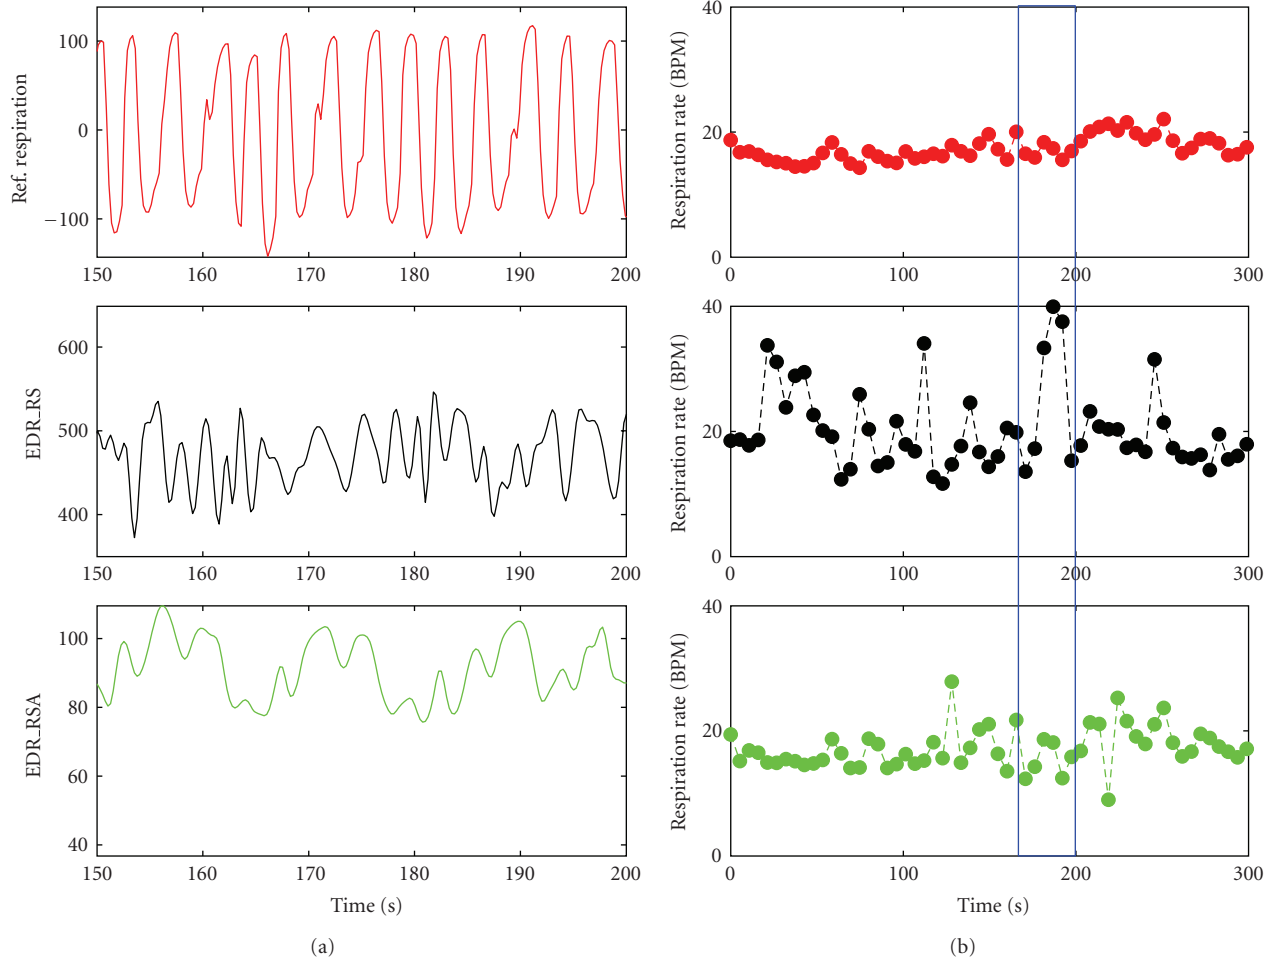 Ref. respiration
100
0
−100
150 160 170 180 190 200
EDR_RS
600
500
400
150 160 170 180 190 200
EDR_RSA
100
80
60
40
150 160 170 180 190 200
Time (s)
(a)
Respiration rate (BPM)
40
20
0
0 100 200 300
Respiration rate (BPM)
40
20
0
0 100 200 300
Respiration rate (BPM)
40
20
0
0 100 200 300
Time (s)
(b)